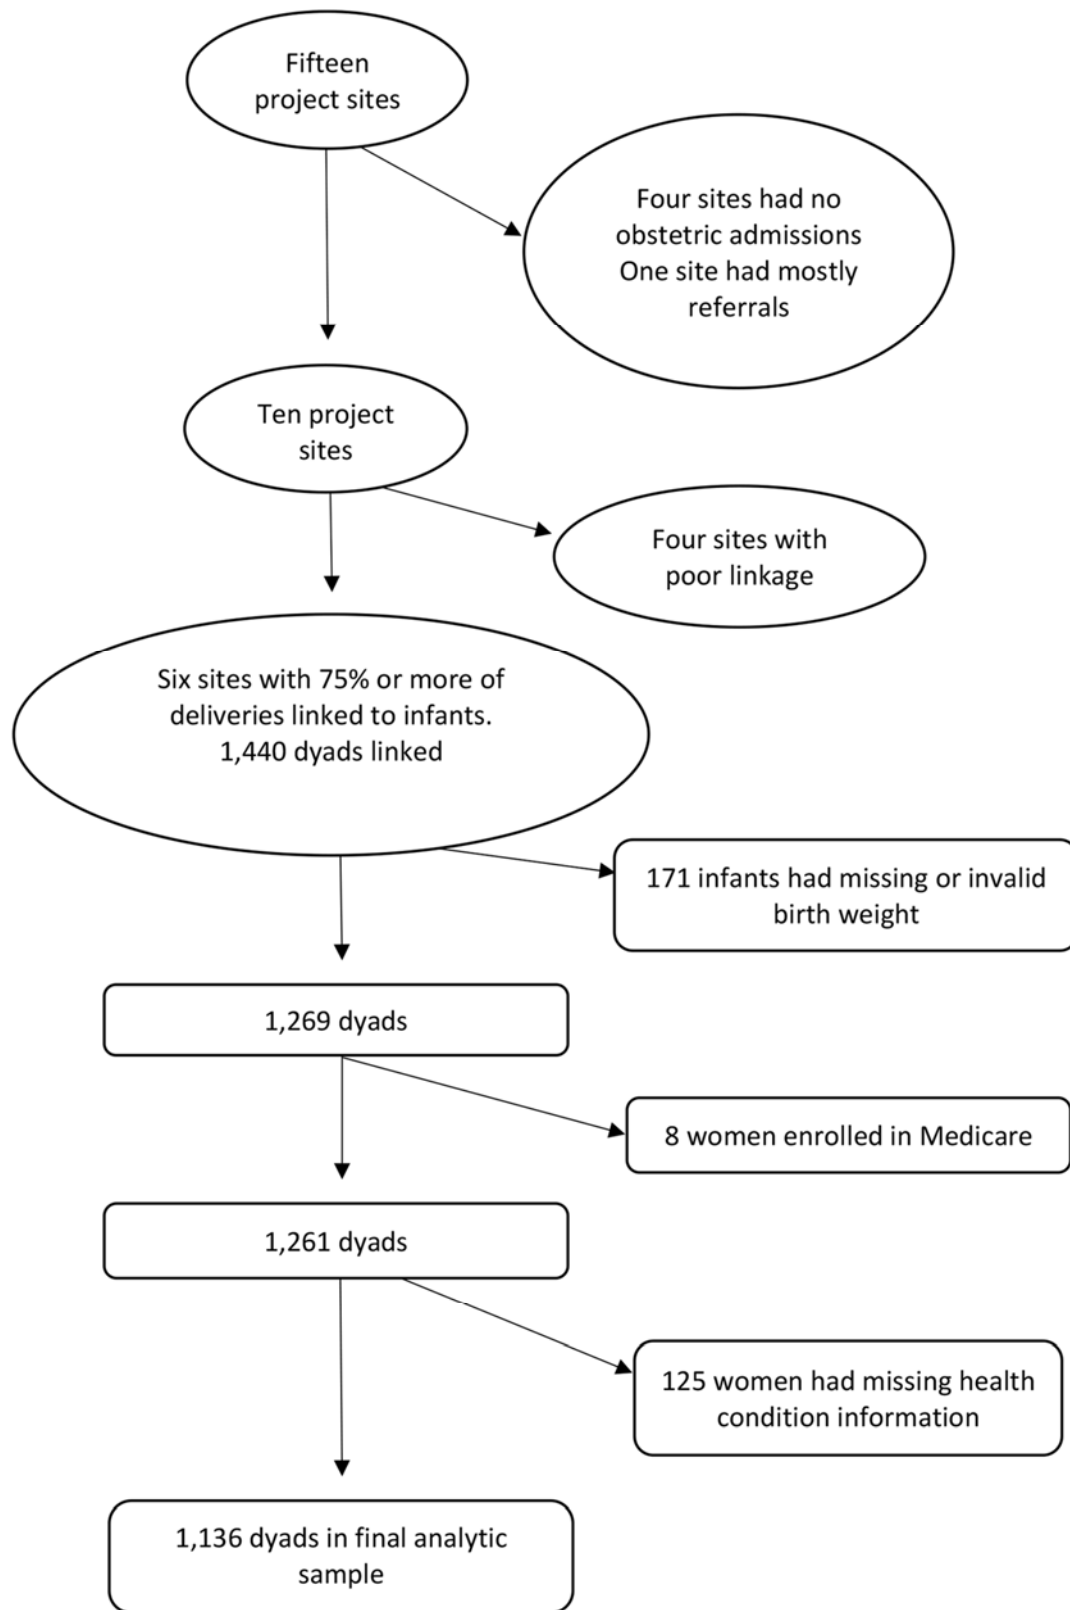 Fifteen
project sites
Four sites had no
obstetric admissions
One site had mostly
referrals
Ten project
sites
Four sites with
poor linkage
Six sites with 75% or more of
deliveries linked to infants.
1,440 dyads linked
171 infants had missing or invalid
birth weight
1,269 dyads
8 women enrolled in Medicare
1,261 dyads
125 women had missing health
condition information
1,136 dyads in final analytic
sample